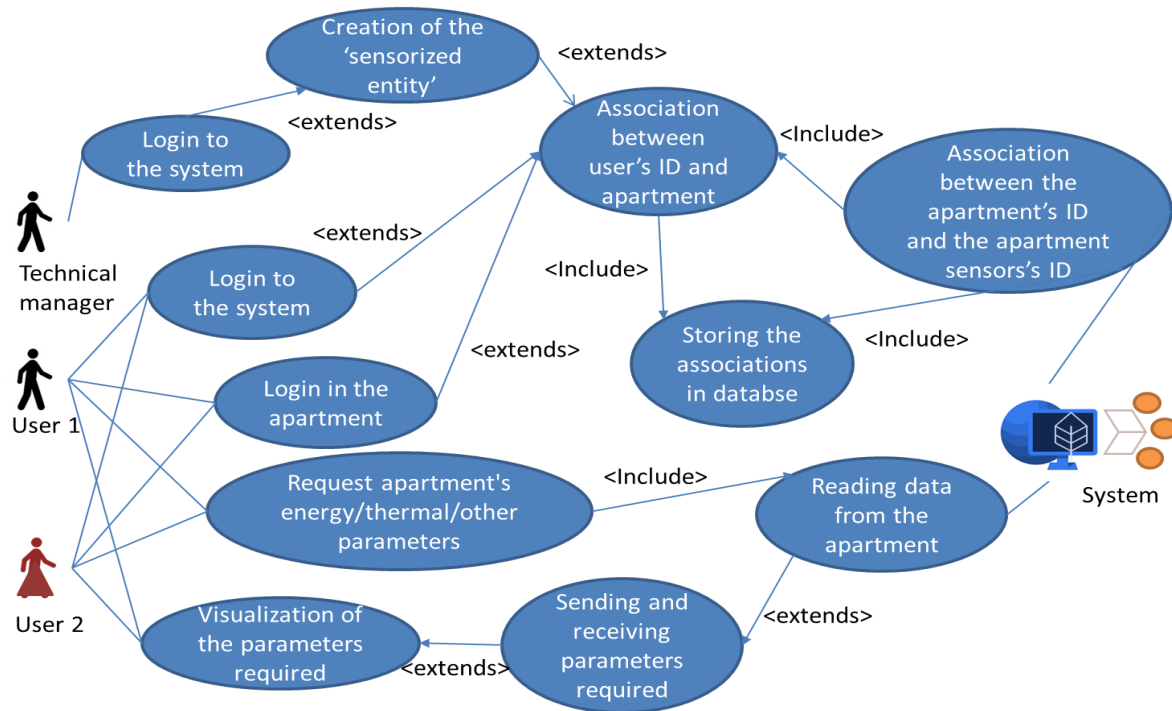 Creation of the
‘sensorized
entity’
<extends>
<extends>
Login to
the system
Association
between
user’s ID and
apartment
<Include>
Association
between the
apartment’s ID
and the apartment
sensors’s ID
Technical
manager
<extends>
Login to
the system
<Include>
Storing the
associations
in databse
<Include>
<extends>
User 1
Login in the
apartment
Request apartment's
energy/thermal/other
parameters
<Include>
Reading data
from the
apartment
System
User 2
Visualization of
the parameters
required
<extends>
Sending and
receiving
parameters
required
<extends>